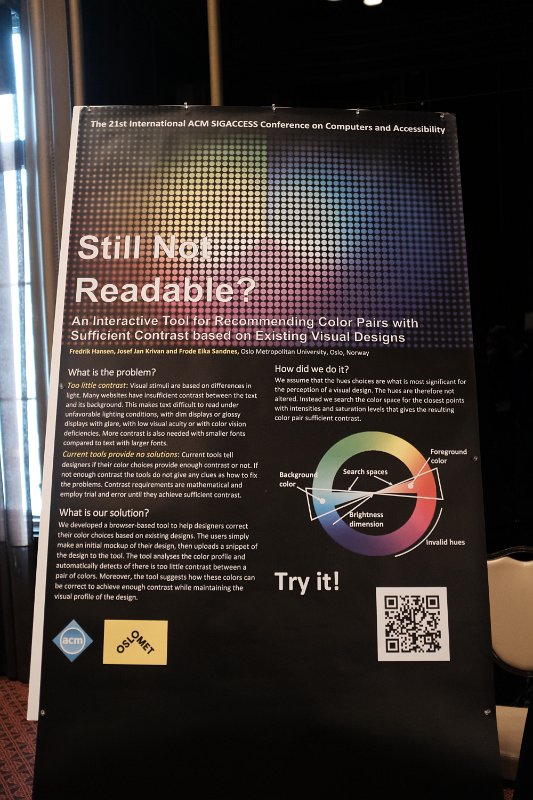 The 21st International ACM SIGACCESS Conference on Computers and Accessibility
Still Not
Readable?
An Interactive Tool for Recommending Color Pairs with
Sufficient Contrast based on Existing Visual Designs
Fredrik Hansen, Josef Jan Krivan and Frode Eika Sandnes, Oslo Metropolitan University, Oslo, Norway
What is the problem?
Too little contrast: Visual stimuli are based on differences in
light. Many websites have insufficient contrast between the text
and its background. This makes text difficult to read under
unfavorable lighting conditions, with dim displays or glossy
displays with glare, with low visual acuity or with color vision
deficiencies. More contrast is also needed with smaller fonts
compared to text with larger fonts.
Current tools provide no solutions: Current tools tell
designers if their color choices provide enough contrast or not. If
not enough contrast the tools do not give any clues as how to fix
the problems. Contrast requirements are mathematical and
employ trial and error until they achieve sufficient contrast.
What is our solution?
We developed a browser-based tool to help designers correct
their color choices based on existing designs. The users simply
make an initial mockup of their design, then uploads a snippet of
the design to the tool. The tool analyses the color profile and
automatically detects of there is too little contrast between a
pair of colors. Moreover, the tool suggests how these colors can
be correct to achieve enough contrast while maintaining the
visual profile of the design.
How did we do it?
We assume that the hues choices are what is most significant for
the perception of a visual design. The hues are therefore not
altered. Instead we search the color space for the closest points
with intensities and saturation levels that gives the resulting
color pair sufficient contrast.
Foreground
color
Search spaces
Background
color
Brightness
dimension
Invalid hues
Try it!
acm
OSLOMET